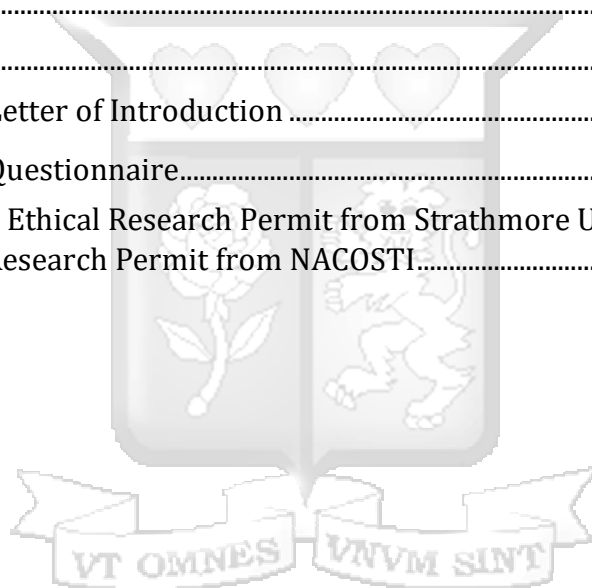 ................................................................
................................................................
Letter of Introduction ................................................................
Questionnaire................................................................
Ethical Research Permit from Strathmore U
Research Permit from NACOSTI................................................................
VT OMNES VNVM SINT